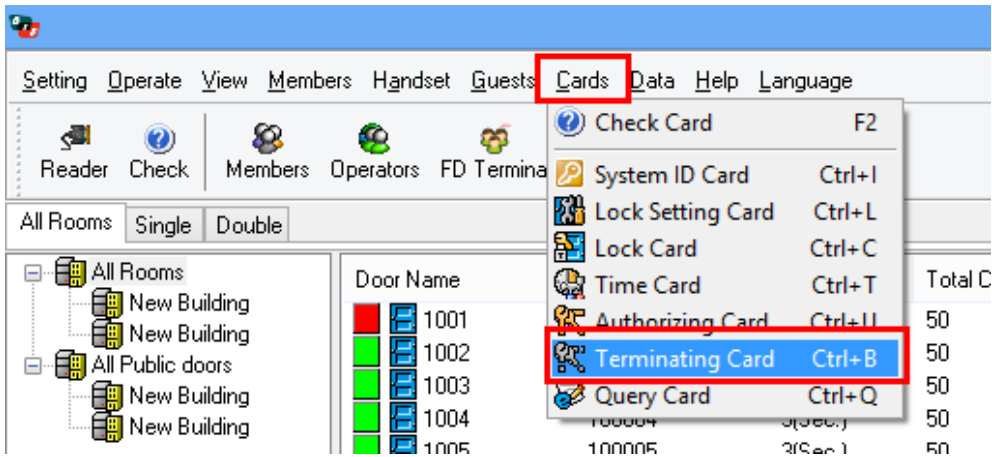 Setting Operate View Members Handset Guests Cards Data Help Language
Reader Check Members Operators FD Termina
Check Card F2
System ID Card Ctrl+I
Lock Setting Card Ctrl+L
Lock Card Ctrl+C
Time Card Ctrl+T
Authorizing Card Ctrl+U
Terminating Card Ctrl+B
Query Card Ctrl+Q
All Rooms Single Double
All Rooms
New Building
New Building
All Public doors
New Building
New Building
Door Name Total C
1001 50
1002 50
1003 50
1004 100004 3(Sec.) 50
1005 100005 3(Sec.) 50